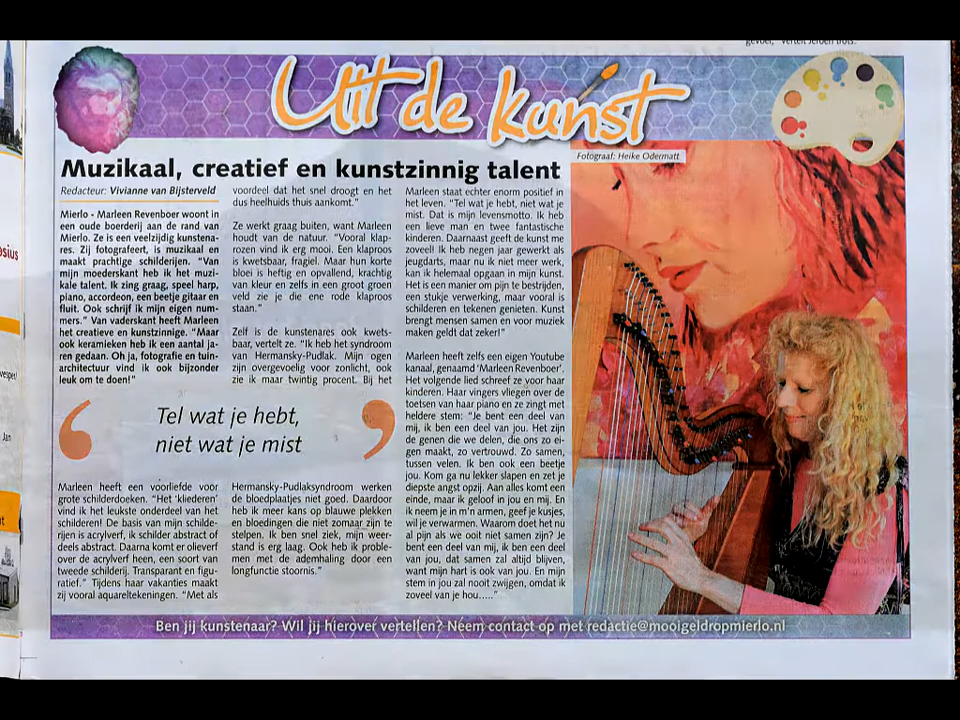 Uit de kunst
Muzikaal, creatief en kunstzinnig talent
Fotograaf: Heike Odermatt
Redacteur: Vivianne van Bijsterveld
Mierlo - Marleen Revenboer woont in
een oude boerderij aan de rand van
Mierlo. Ze is een veelzijdig kunstena-
res. Zij fotografeert, is muzikaal en
maakt prachtige schilderijen. “Van
mijn moederskant heb ik het muzi-
kale talent. Ik zing graag, speel harp,
piano, accordeon, een beetje gitaar en
fluit. Ook schrijf ik mijn eigen num-
mers.” Van vaderskant heeft Marleen
het creatieve en kunstzinnige. “Maar
ook keramieken heb ik een aantal ja-
ren gedaan. Oh ja, fotografie en tuin-
architectuur vind ik ook bijzonder
leuk om te doen!”
Marleen heeft een voorliefde voor
grote schilderdoeken. “Het ‘kliederen’
vind ik het leukste onderdeel van het
schilderen! De basis van mijn schilde-
rijen is acrylverf, ik schilder abstract of
deels abstract. Daarna komt er olieverf
over de acrylverf heen, een soort van
tweede schilderij. Transparant en figu-
ratief.” Tijdens haar vakanties maakt
zij vooral aquareltekeningen. “Met als
voordeel dat het snel droogt en het
dus heelhuids thuis aankomt.”
Ze werkt graag buiten, want Marleen
houdt van de natuur. “Vooral klap-
rozen vind ik erg mooi. Een klaproos
is kwetsbaar, fragiel. Maar hun korte
bloei is heftig en opvallend, krachtig
van kleur en zelfs in een groot groen
veld zie je die ene rode klaproos
staan.”
Zelf is de kunstenares ook kwets-
baar, vertelt ze. “Ik heb het syndroom
van Hermansky-Pudlak. Mijn ogen
zijn overgevoelig voor zonlicht, ook
zie ik maar twintig procent. Bij het
Hermansky-Pudlaksyndroom werken
de bloedplaatjes niet goed. Daardoor
heb ik meer kans op blauwe plekken
en bloedingen die niet zomaar zijn te
stelpen. Ik ben snel ziek, mijn weer-
stand is erg laag. Ook heb ik proble-
men met de ademhaling door een
longfunctie stoornis.”
Tel wat je hebt,
niet wat je mist
Marleen staat echter enorm positief in
het leven. “Tel wat je hebt, niet wat je
mist. Dat is mijn levensmotto. Ik heb
een lieve man en twee fantastische
kinderen. Daarnaast geeft de kunst me
zoveel! Ik heb negen jaar gewerkt als
jeugdarts, maar nu ik niet meer werk,
kan ik helemaal opgaan in mijn kunst.
Het is een manier om pijn te bestrijden,
een stukje verwerking, maar vooral is
schilderen en tekenen genieten. Kunst
brengt mensen samen en voor muziek
maken geldt dat zeker!”
Marleen heeft zelfs een eigen Youtube
kanaal, genaamd ‘Marleen Revenboer’.
Het volgende lied schreef ze voor haar
kinderen. Haar vingers vliegen over de
toetsen van haar piano en ze zingt met
heldere stem: “Je bent een deel van
mij, ik ben een deel van jou. Het zijn
de genen die we delen, die ons zo ei-
gen maakt, zo vertrouwd. Zo samen,
tussen velen. Ik ben ook een beetje
jou. Kom ga nu lekker slapen en zet je
diepste angst opzij. Aan alles komt een
einde, maar ik geloof in jou en mij. En
ik neem je in m’n armen, geef je kusjes,
wil je verwarmen. Waarom doet het nu
al pijn als we ooit niet samen zijn? Je
bent een deel van mij, ik ben een deel
van jou, dat samen zal altijd blijven,
want mijn hart is ook van jou. En mijn
stem in jou zal nooit zwijgen, omdat ik
zoveel van je hou.....”
Ben jij kunstenaar? Wil jij hierover vertellen? Neem contact op met redactie@mooigeldropmierlo.nl
Jan